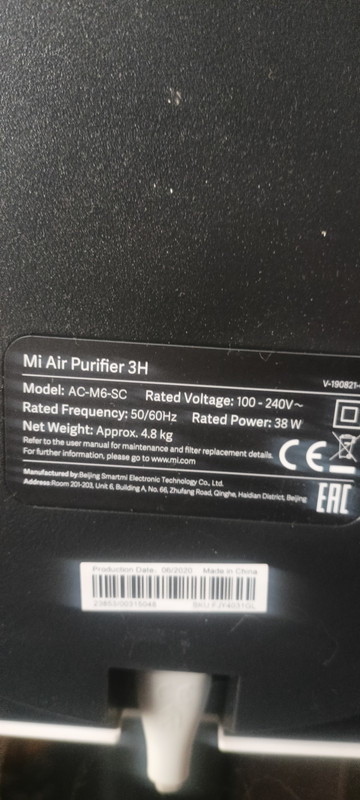 Mi Air Purifier 3H
V-190821-
Model: AC-M6-SC Rated Voltage: 100 - 240V~
Rated Frequency: 50/60Hz Rated Power: 38 W
Net Weight: Approx. 4.8 kg
Refer to the user manual for maintenance and filter replacement details.
For further information, please go to www.mi.com
CE
Manufactured by: Beijing Smartmi Electronic Technology Co., Ltd.
Address: Room 201-203, Unit 6, Building A, No. 66, Zhufang Road, Qinghe, Haidian District, Beijing
EAC
Production Date: 06/2020 Made in China